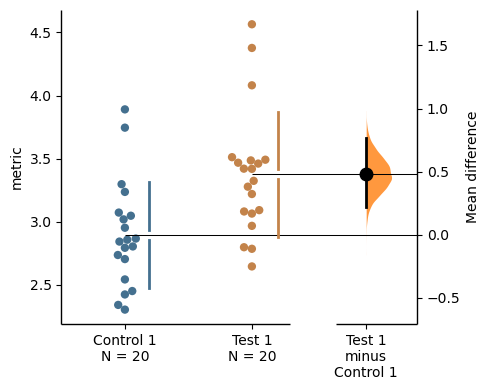 4.5
4.0
3.5
3.0
2.5
metric
1.5
1.0
0.5
0.0
−0.5
Mean difference
Control 1
N = 20
Test 1
N = 20
Test 1
minus
Control 1